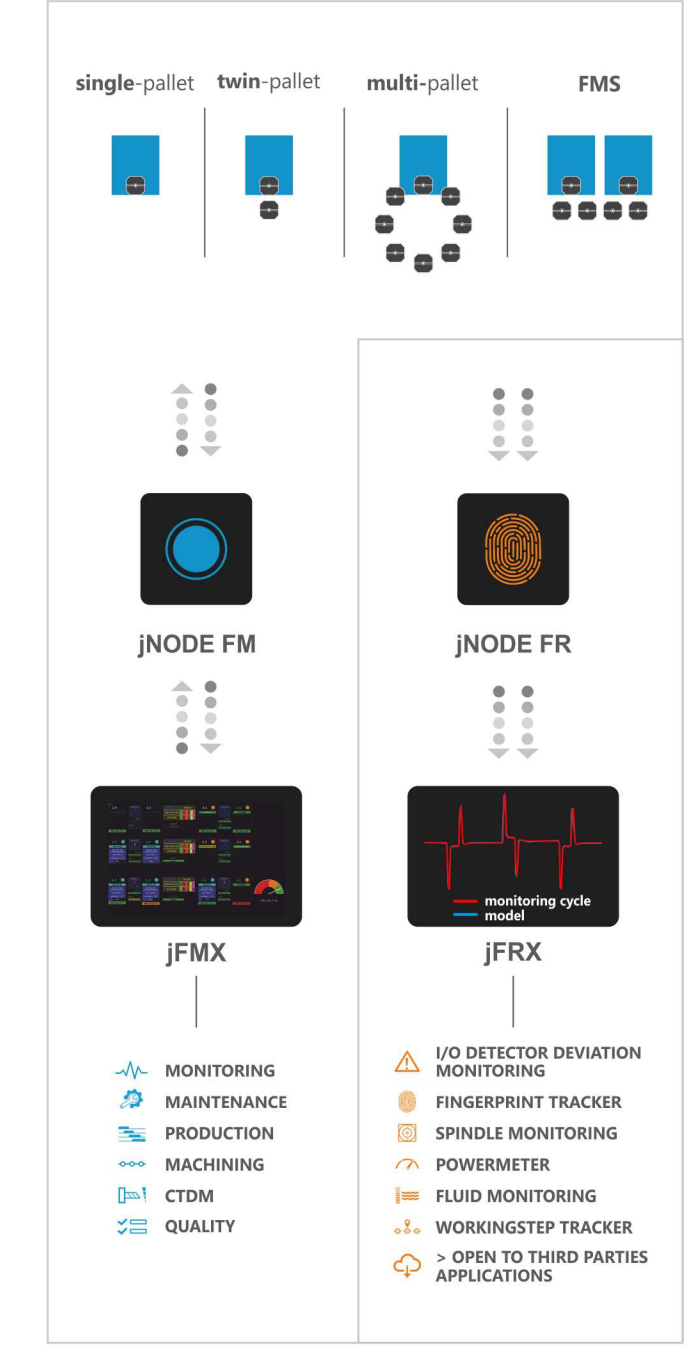 single-pallet
twin-pallet
multi-pallet
FMS
jNODE FM
jNODE FR
monitoring cycle
model
jFMX
jFRX
MONITORING
MAINTENANCE
PRODUCTION
MACHINING
CTDM
QUALITY
I/O DETECTOR DEVIATION
MONITORING
FINGERPRINT TRACKER
SPINDLE MONITORING
POWERMETER
FLUID MONITORING
WORKINGSTEP TRACKER
> OPEN TO THIRD PARTIES
APPLICATIONS